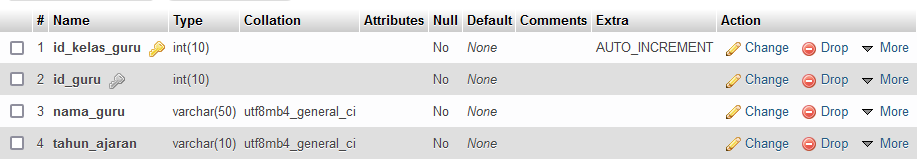 # Name Type Collation Attributes Null Default Comments Extra Action
1 id_kelas_guru int(10) No None AUTO_INCREMENT Change Drop More
2 id_guru int(10) No None Change Drop More
3 nama_guru varchar(50) utf8mb4_general_ci No None Change Drop More
4 tahun_ajaran varchar(10) utf8mb4_general_ci No None Change Drop More